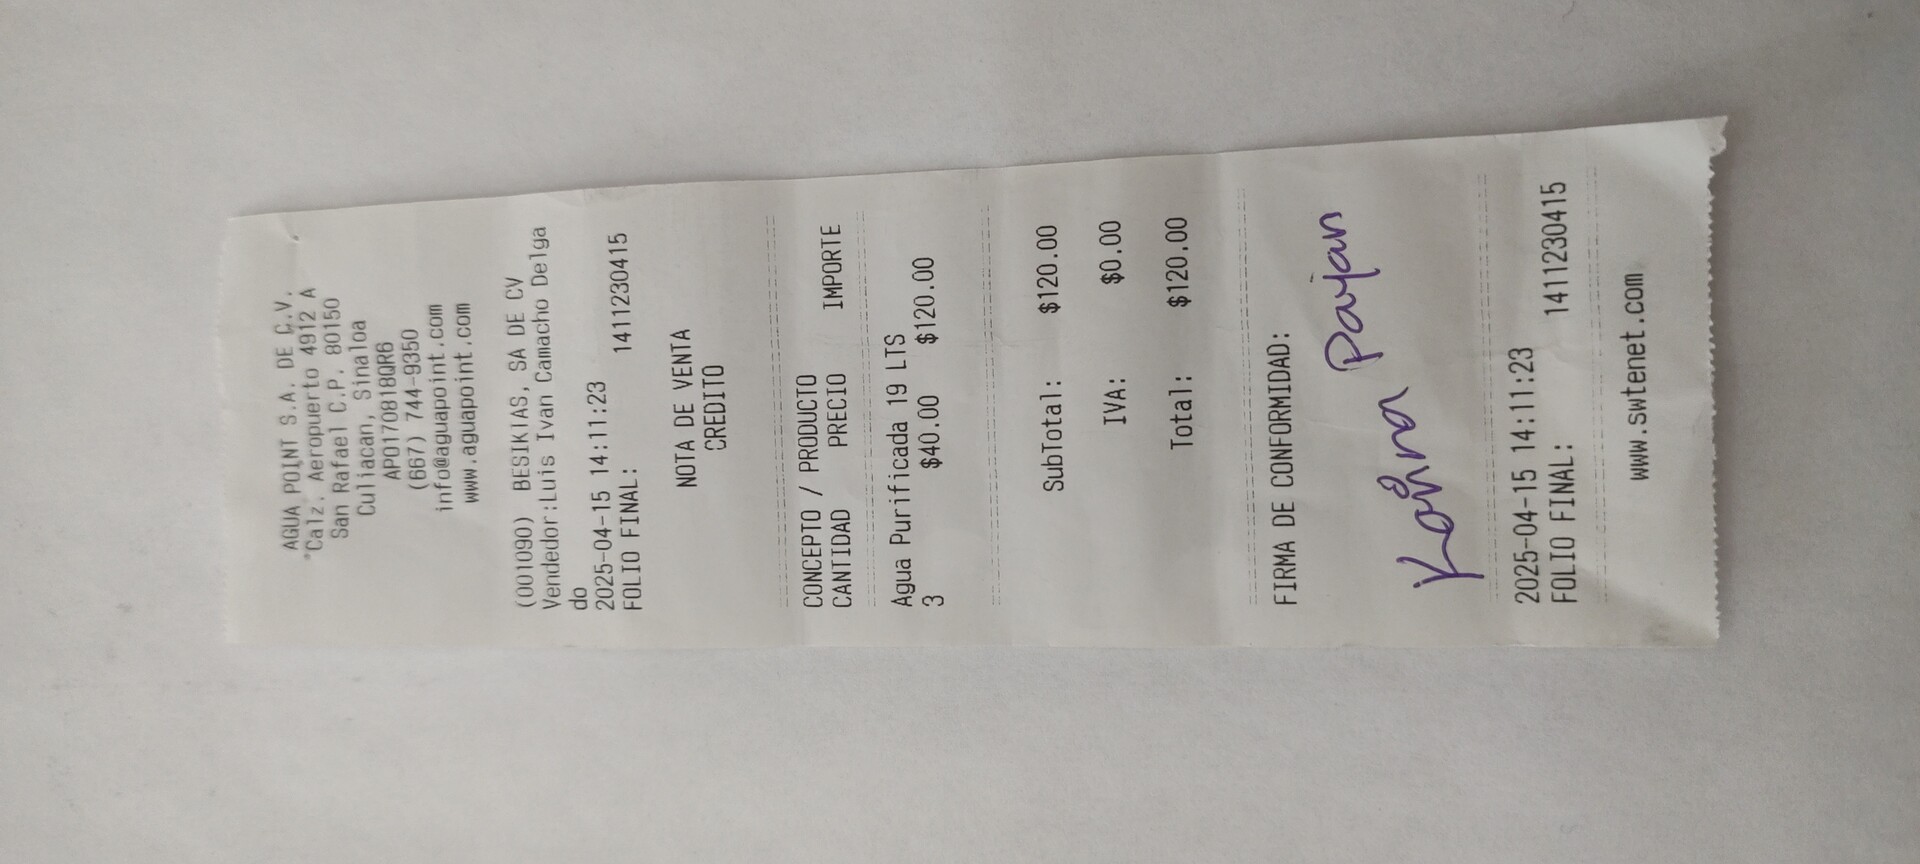 AGUA POINT S.A. DE C.V.
"Calz. Aeropuerto 4912 A
San Rafael C.P. 80150
Culiacan, Sinaloa
APO170818QR6
(667) 744-9350
info@aguapoint.com
www.aguapoint.com
(001090) BESIKIAS, SA DE CV
Vendedor:Luis Ivan Camacho Delga
do
2025-04-15 14:11:23
FOLIO FINAL: 1411230415
NOTA DE VENTA
CREDITO
CONCEPTO / PRODUCTO
CANTIDAD PRECIO IMPORTE
Agua Purificada 19 LTS
3 $40.00 $120.00
SubTotal: $120.00
IVA: $0.00
Total: $120.00
FIRMA DE CONFORMIDAD:
Payan
2025-04-15 14:11:23
FOLIO FINAL: 1411230415
www.swtenet.com